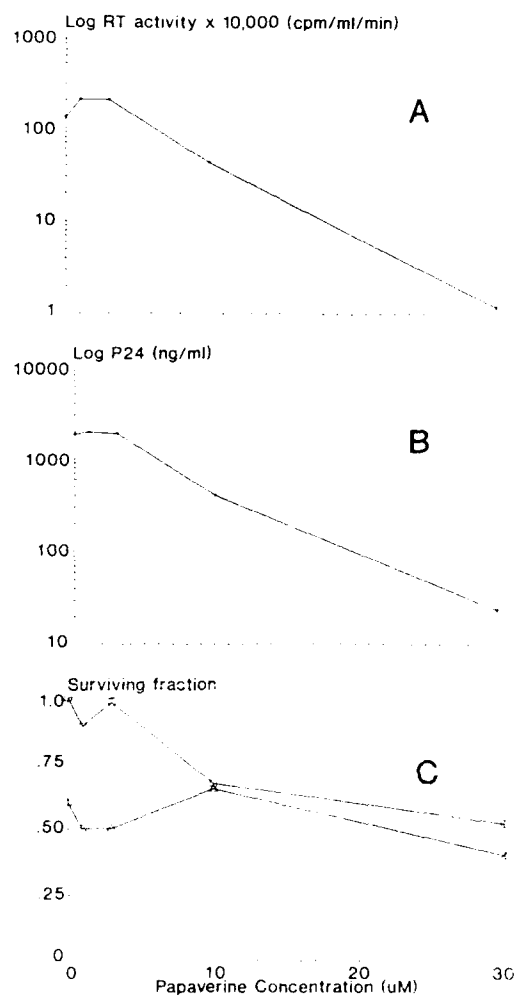 Log RT activity x 10,000 (cpm/ml/min)
1000
A
100
10
1
Log P24 (ng/ml)
10000
B
1000
100
10
Surviving fraction
1.0
.75
C
.50
.25
0
0 10 20 30
Papaverine Concentration (uM)